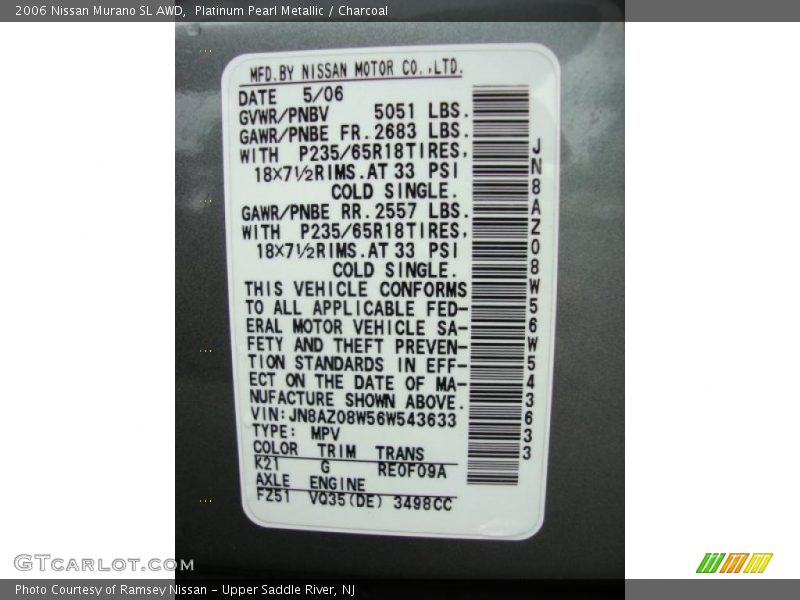 2006 Nissan Murano SL AWD, Platinum Pearl Metallic / Charcoal
MFD.BY NISSAN MOTOR CO.,LTD.
DATE 5/06
GVWR/PNBV 5051 LBS.
GAWR/PNBE FR.2683 LBS.
WITH P235/65R18TIRES,
18X7½RIMS.AT 33 PSI
COLD SINGLE.
GAWR/PNBE RR.2557 LBS.
WITH P235/65R18TIRES,
18X7½RIMS.AT 33 PSI
COLD SINGLE.
THIS VEHICLE CONFORMS
TO ALL APPLICABLE FED-
ERAL MOTOR VEHICLE SA-
FETY AND THEFT PREVEN-
TION STANDARDS IN EFF-
ECT ON THE DATE OF MA-
NUFACTURE SHOWN ABOVE.
VIN:JN8AZ08W56W543633
TYPE: MPV
COLOR TRIM TRANS
K21 G RE0F09A
AXLE ENGINE
FZ51 VQ35(DE) 3498CC
JN8AZ08W56W543633
GTCARLOT.COM
Photo Courtesy of Ramsey Nissan - Upper Saddle River, NJ